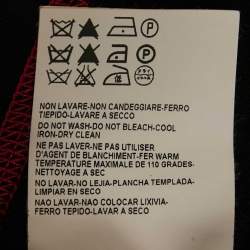 NON LAVARE-NON CANDEGGIARE-FERRO
TIEPIDO-LAVARE A SECCO
DO NOT WASH-DO NOT BLEACH-COOL
IRON-DRY CLEAN
NE PAS LAVER-NE PAS UTILISER
D'AGENT DE BLANCHIMENT-FER WARM
TEMPERATURE MAXIMALE DE 110 GRADES-
NETTOYAGE A SEC
NO LAVAR-NO LEJIA-PLANCHA TEMPLADA-
LIMPIAR EN SECO
NAO LAVAR-NAO COLOCAR LIXIVIA-
FERRO TEPIDO-LAVAR A SECO